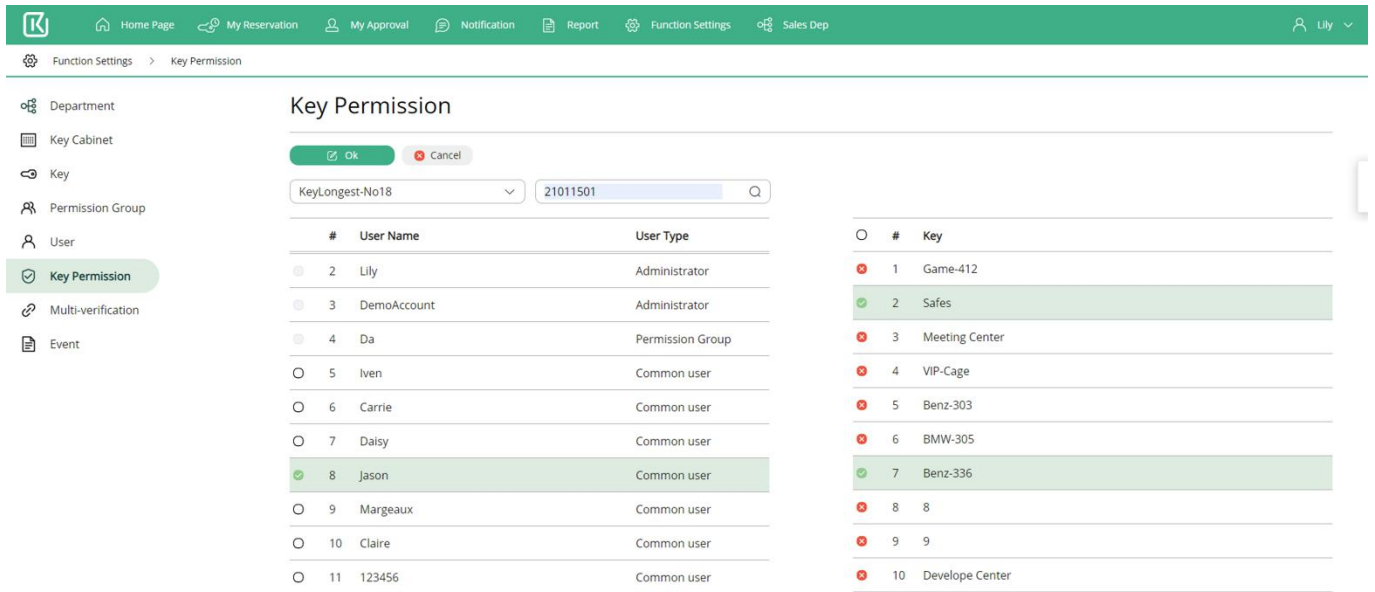 Home Page My Reservation My Approval Notification Report Function Settings Sales Dep Lily
Function Settings > Key Permission
Department
Key Cabinet
Key
Permission Group
User
Key Permission
Multi-verification
Event
Key Permission
Ok Cancel
KeyLongest-No18 21011501
# User Name User Type
2 Lily Administrator
3 DemoAccount Administrator
4 Da Permission Group
5 Iven Common user
6 Carrie Common user
7 Daisy Common user
8 Jason Common user
9 Margeaux Common user
10 Claire Common user
11 123456 Common user
# Key
1 Game-412
2 Safes
3 Meeting Center
4 VIP-Cage
5 Benz-303
6 BMW-305
7 Benz-336
8 8
9 9
10 Develope Center